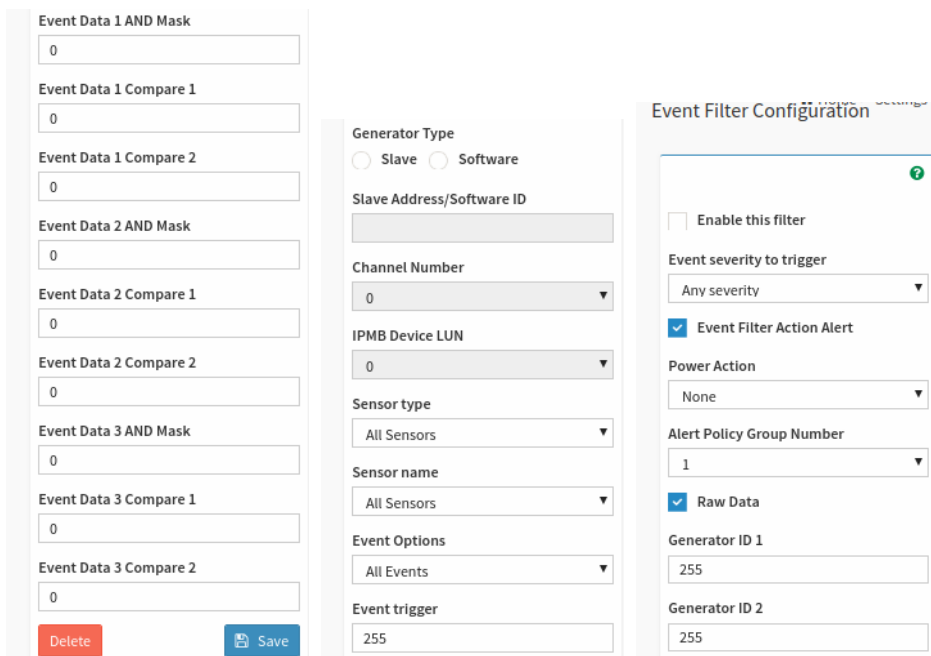 Event Data 1 AND Mask
0
Event Data 1 Compare 1
0
Event Data 1 Compare 2
0
Event Data 2 AND Mask
0
Event Data 2 Compare 1
0
Event Data 2 Compare 2
0
Event Data 3 AND Mask
0
Event Data 3 Compare 1
0
Event Data 3 Compare 2
0
Delete
Save
Generator Type
Slave Software
Slave Address/Software ID
Channel Number
0
IPMB Device LUN
0
Sensor type
All Sensors
Sensor name
All Sensors
Event Options
All Events
Event trigger
255
Event Filter Configuration
Enable this filter
Event severity to trigger
Any severity
Event Filter Action Alert
Power Action
None
Alert Policy Group Number
1
Raw Data
Generator ID 1
255
Generator ID 2
255